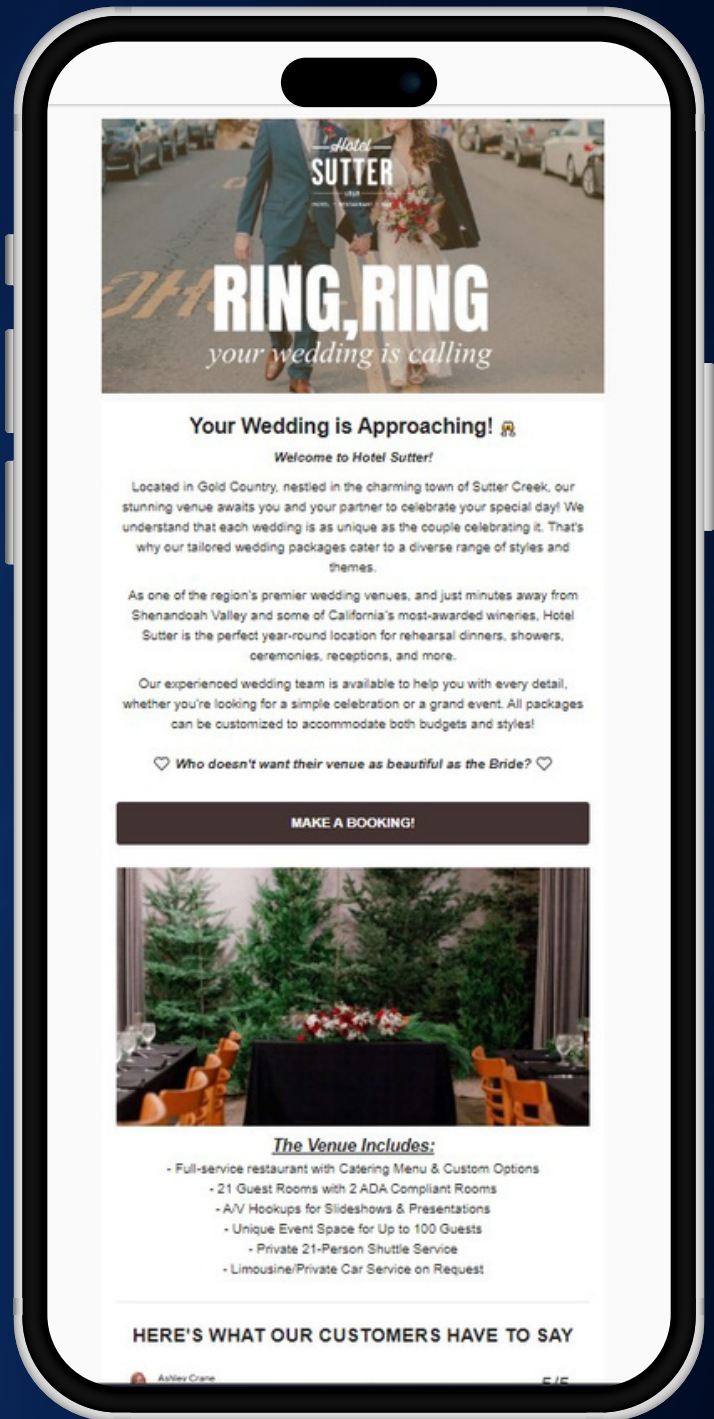 Hotel
SUTTER
HOTEL RESTAURANT
RING,RING
your wedding is calling
Your Wedding is Approaching! 🥂
Welcome to Hotel Sutter!
Located in Gold Country, nestled in the charming town of Sutter Creek, our
stunning venue awaits you and your partner to celebrate your special day! We
understand that each wedding is as unique as the couple celebrating it. That's
why our tailored wedding packages cater to a diverse range of styles and
themes.
As one of the region's premier wedding venues, and just minutes away from
Shenandoah Valley and some of California's most-awarded wineries, Hotel
Sutter is the perfect year-round location for rehearsal dinners, showers,
ceremonies, receptions, and more.
Our experienced wedding team is available to help you with every detail,
whether you're looking for a simple celebration or a grand event. All packages
can be customized to accommodate both budgets and styles!
♡ Who doesn't want their venue as beautiful as the Bride? ♡
MAKE A BOOKING!
The Venue Includes:
- Full-service restaurant with Catering Menu & Custom Options
- 21 Guest Rooms with 2 ADA Compliant Rooms
- A/V Hookups for Slideshows & Presentations
- Unique Event Space for Up to 100 Guests
- Private 21-Person Shuttle Service
- Limousine/Private Car Service on Request
HERE'S WHAT OUR CUSTOMERS HAVE TO SAY
Ashley Crane 5/5